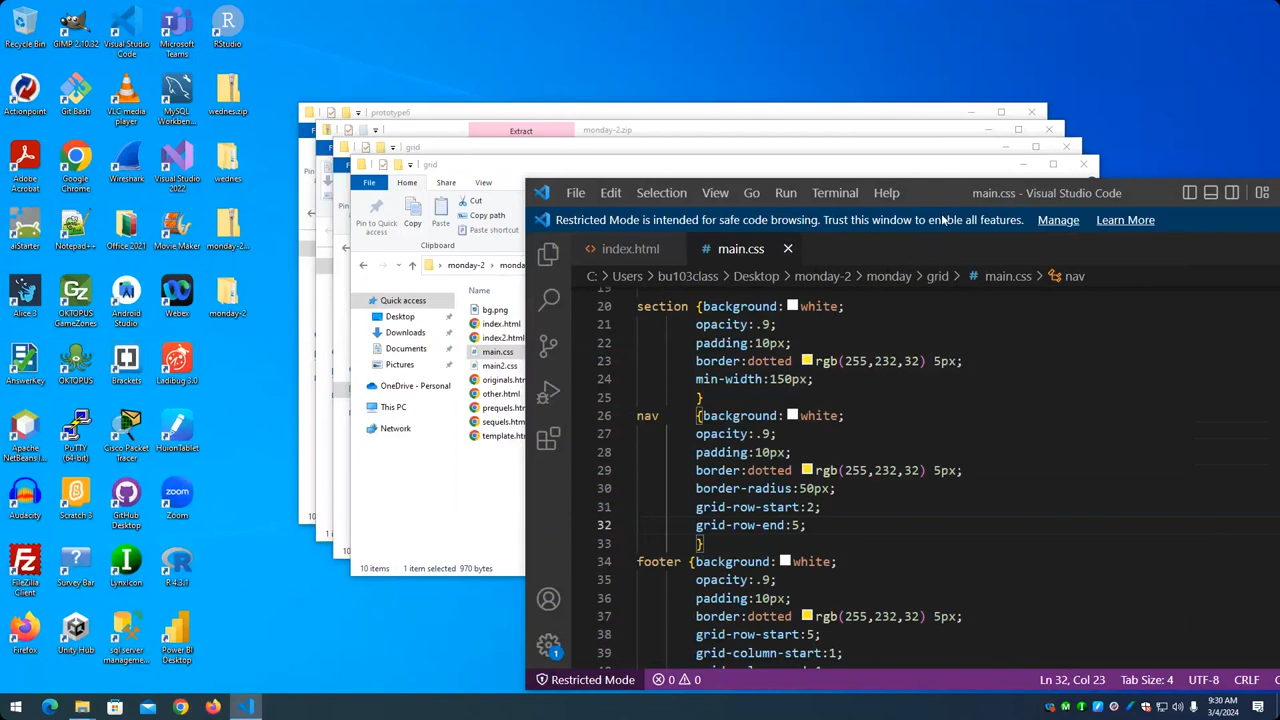 Recycle Bin
GIMP 2.10.32
Visual Studio
Code
Microsoft
Teams
RStudio
Actionpoint
Git Bash
VLC media
player
MySQL
Workben...
wednes.zip
Adobe
Acrobat
Google
Chrome
Wireshark
Visual Studio
2022
wednes
aiStarter
Notepad++
Office 2021
Movie Maker
monday-2...
Alice 3
OKTOPUS
GameZones
Android
Studio
Webex
monday-2
AnswerKey
OKTOPUS
Brackets
Ladibug 3.0
Apache
NetBeans I...
PuTTY
(64-bit)
Cisco Packet
Tracer
HuionTablet
Audacity
Scratch 3
GitHub
Desktop
Zoom
FileZilla
Client
Survey Bar
LynxIcon
R 4.3.1
Firefox
Unity Hub
sql server
manageme...
Power BI
Desktop
prototype6
Extract
monday-2.zip
grid
grid
File
Home
Share
View
Pin to Quick
access
Copy
Paste
Cut
Copy path
Paste shortcut
Clipboard
monday-2
Name
Quick access
Desktop
Downloads
Documents
Pictures
OneDrive - Personal
This PC
Network
bg.png
index.html
index2.html
main.css
main2.css
other.html
10 items
1 item selected 970 bytes
File Edit Selection View Go Run Terminal Help
main.css - Visual Studio Code
Restricted Mode is intended for safe code browsing. Trust this window to enable all features. Manage Learn More
<> index.html
# main.css
C: > Users > bu103class > Desktop > monday-2 > monday > grid > # main.css > nav
19
20 section {background: white;
21 opacity:.9;
22 padding:10px;
23 border:dotted rgb(255,232,32) 5px;
24 min-width:150px;
25 }
26 nav {background: white;
27 opacity:.9;
28 padding:10px;
29 border:dotted rgb(255,232,32) 5px;
30 border-radius:50px;
31 grid-row-start:2;
32 grid-row-end:5;
33 }
34 footer {background: white;
35 opacity:.9;
36 padding:10px;
37 border:dotted rgb(255,232,32) 5px;
38 grid-row-start:5;
39 grid-column-start:1;
1
Restricted Mode
0 0
Ln 32, Col 23 Tab Size: 4 UTF-8 CRLF
9:30 AM
3/4/2024